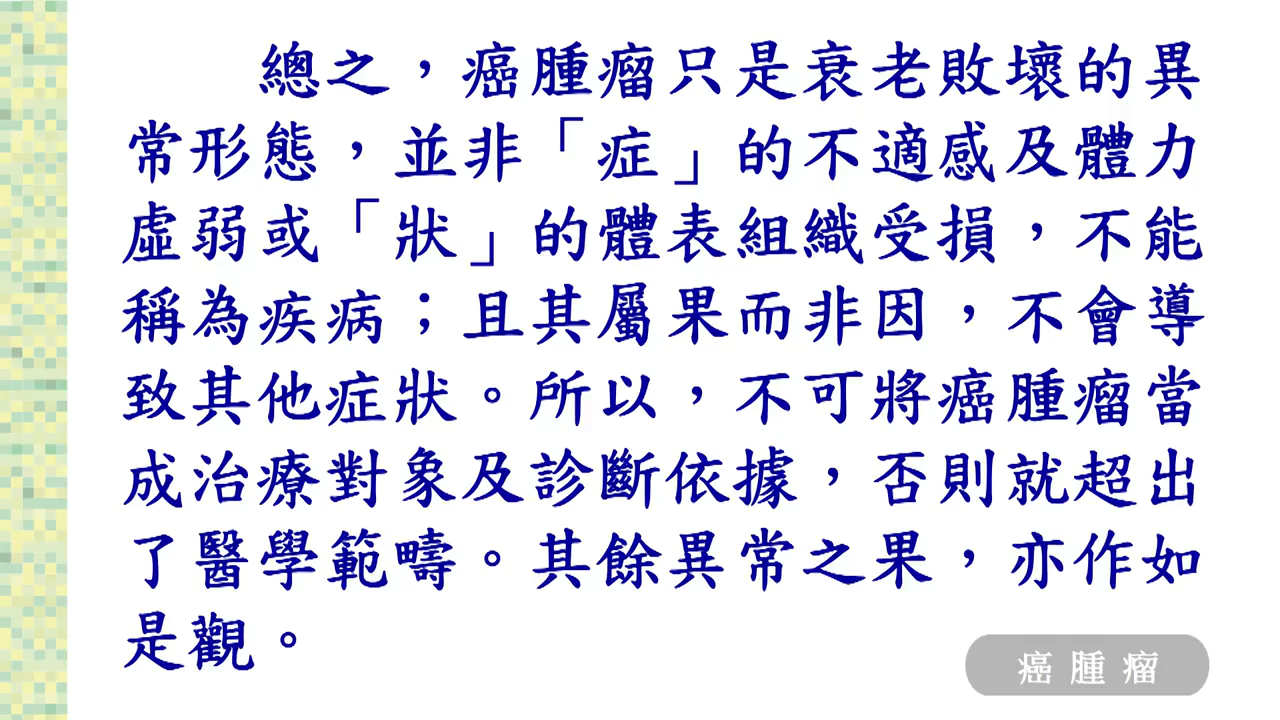 總之，癌腫瘤只是衰老敗壞的異
常形態，並非「症」的不適感及體力
虛弱或「狀」的體表組織受損，不能
稱為疾病；且其屬果而非因，不會導
致其他症狀。所以，不可將癌腫瘤當
成治療對象及診斷依據，否則就超出
了醫學範疇。其餘異常之果，亦作如
是觀。
癌腫瘤